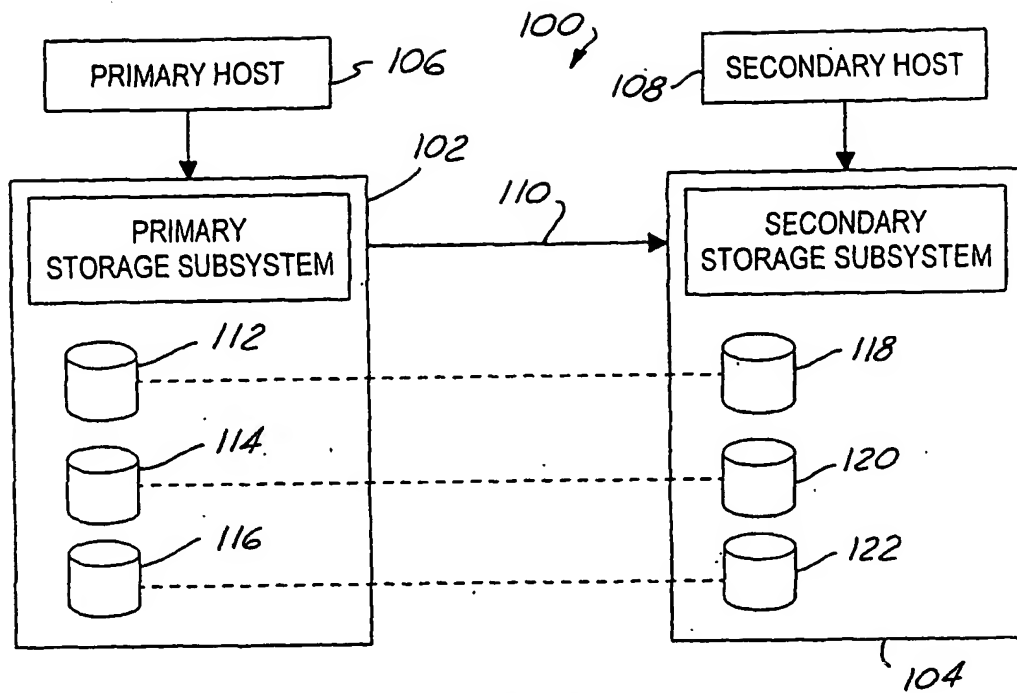 100
PRIMARY HOST
106
SECONDARY HOST
108
102
PRIMARY
STORAGE SUBSYSTEM
110
SECONDARY
STORAGE SUBSYSTEM
112
118
114
120
116
122
104